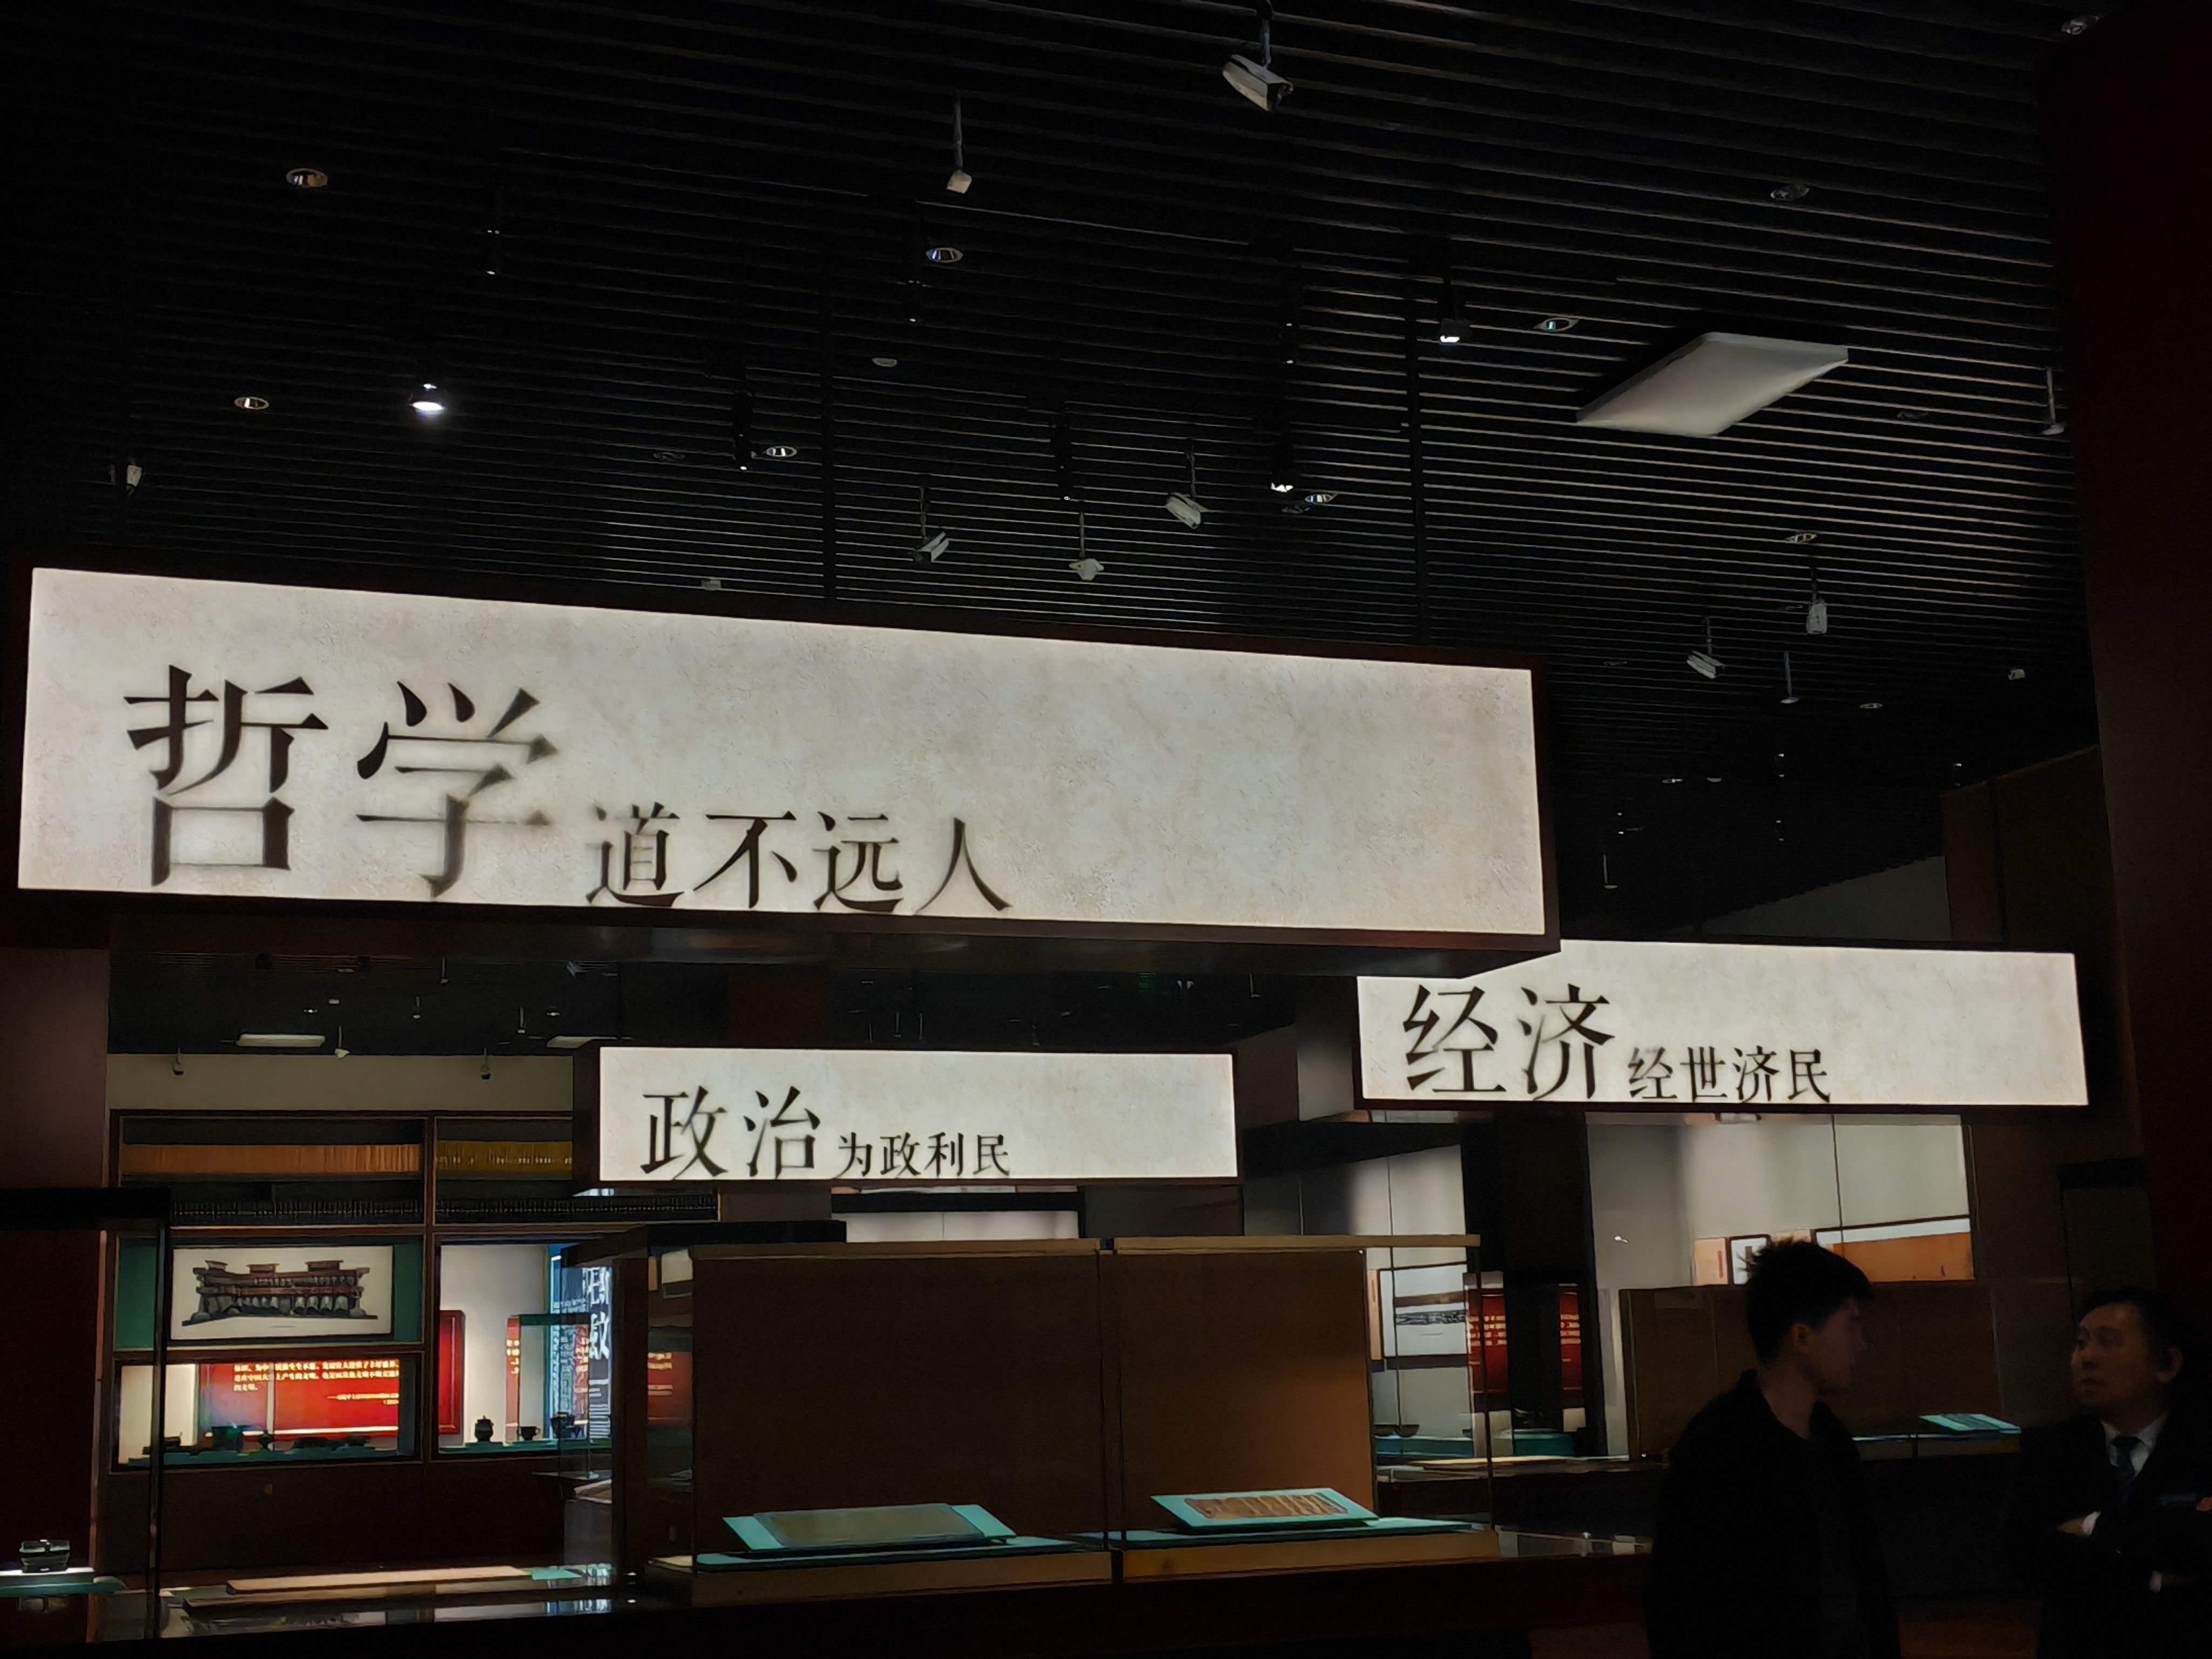 哲学 道不远人
经济 经世济民
政治 为政利民